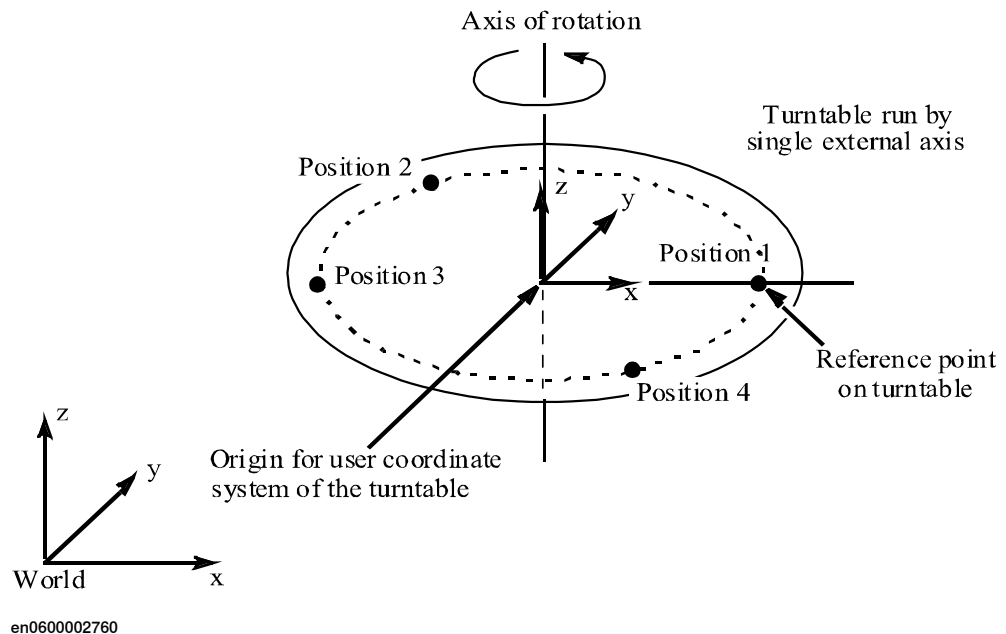 Axis of rotation
Turntable run by
single external axis
Position 2
z
y
Position 1
Position 3
x
Reference point
on turntable
Position 4
z
Origin for user coordinate
system of the turntable
y
World
x
en0600002760